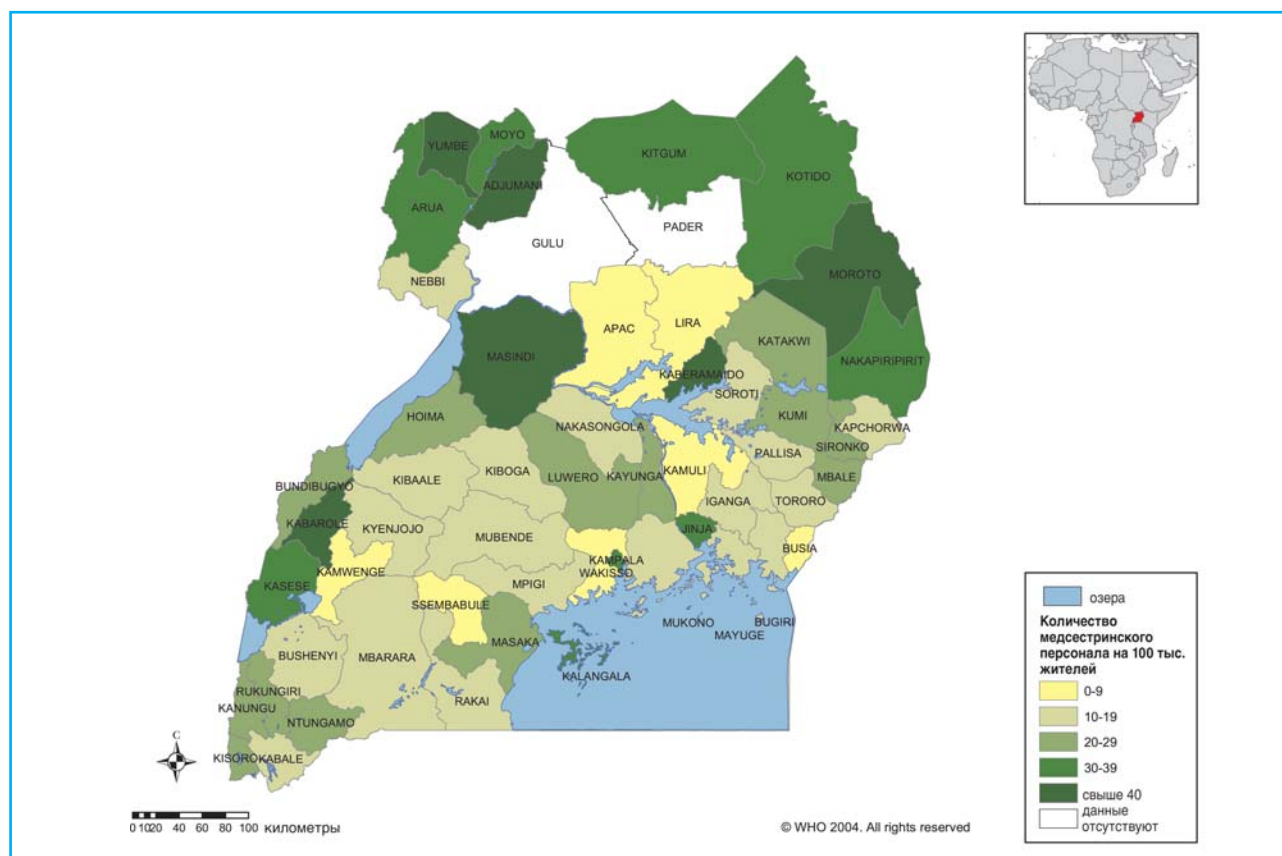 YUMBE
MOYO
ADJUMANI
KITGUM
KOTIDO
ARUA
PADER
GULU
MOROTO
NEBBI
APAC
LIRA
KATAKWI
MASINDI
NAKAPIRIPIRIT
KABERAMAIDO
SOROTI
HOIMA
NAKASONGOLA
KUMI
KAPCHORWA
SIRONKO
PALLISA
KIBOGA
KAMULI
MBALE
LUWERO
KAYUNGA
KIBAALE
BUNDIBUGYO
IGANGA
TORORO
KABAROLE
KYENJOJO
MUBENDE
JINJA
BUSIA
KAMPALA
KAMWENGE
WAKISSO
KASESE
MPIGI
SSEMBABULE
MUKONO
BUGIRI
MAYUGE
MASAKA
BUSHENYI
MBARARA
KALANGALA
RUKUNGIRI
RAKAI
KANUNGU
NTUNGAMO
KISORO
KABALE
С
0 10 20 40 60 80 100 километры
© WHO 2004. All rights reserved
озера
Количество
медсестринского
персонала на 100 тыс.
жителей
0-9
10-19
20-29
30-39
свыше 40
данные
отсутствуют